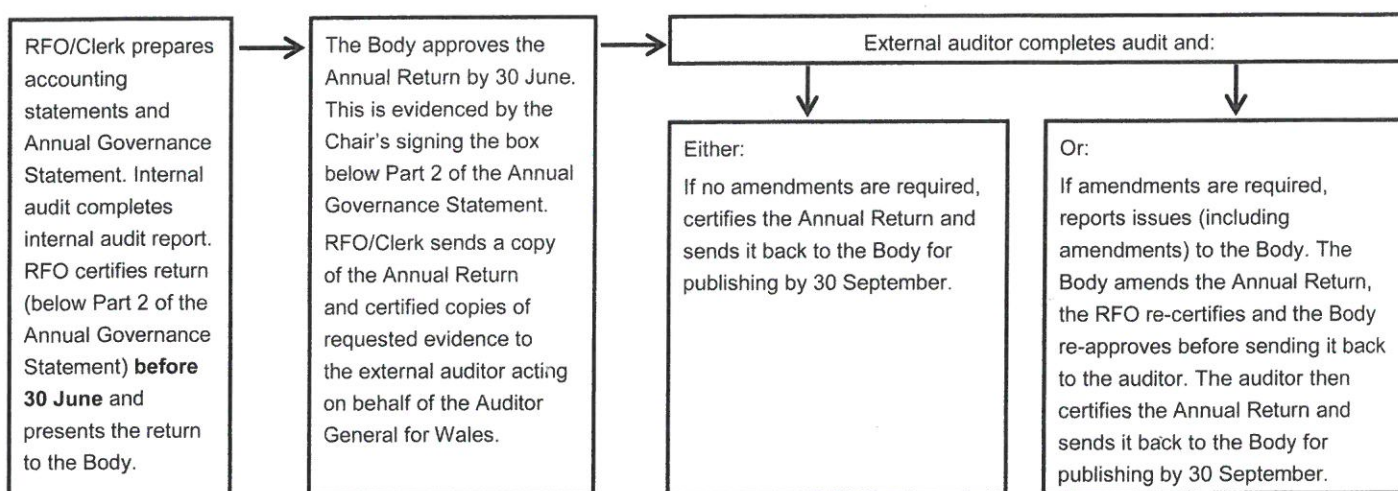 RFO/Clerk prepares
accounting
statements and
Annual Governance
Statement. Internal
audit completes
internal audit report.
RFO certifies return
(below Part 2 of the
Annual Governance
Statement) before
30 June and
presents the return
to the Body.
The Body approves the
Annual Return by 30 June.
This is evidenced by the
Chair's signing the box
below Part 2 of the Annual
Governance Statement.
RFO/Clerk sends a copy
of the Annual Return
and certified copies of
requested evidence to
the external auditor acting
on behalf of the Auditor
General for Wales.
External auditor completes audit and:
Either:
If no amendments are required,
certifies the Annual Return and
sends it back to the Body for
publishing by 30 September.
Or:
If amendments are required,
reports issues (including
amendments) to the Body. The
Body amends the Annual Return,
the RFO re-certifies and the Body
re-approves before sending it back
to the auditor. The auditor then
certifies the Annual Return and
sends it back to the Body for
publishing by 30 September.